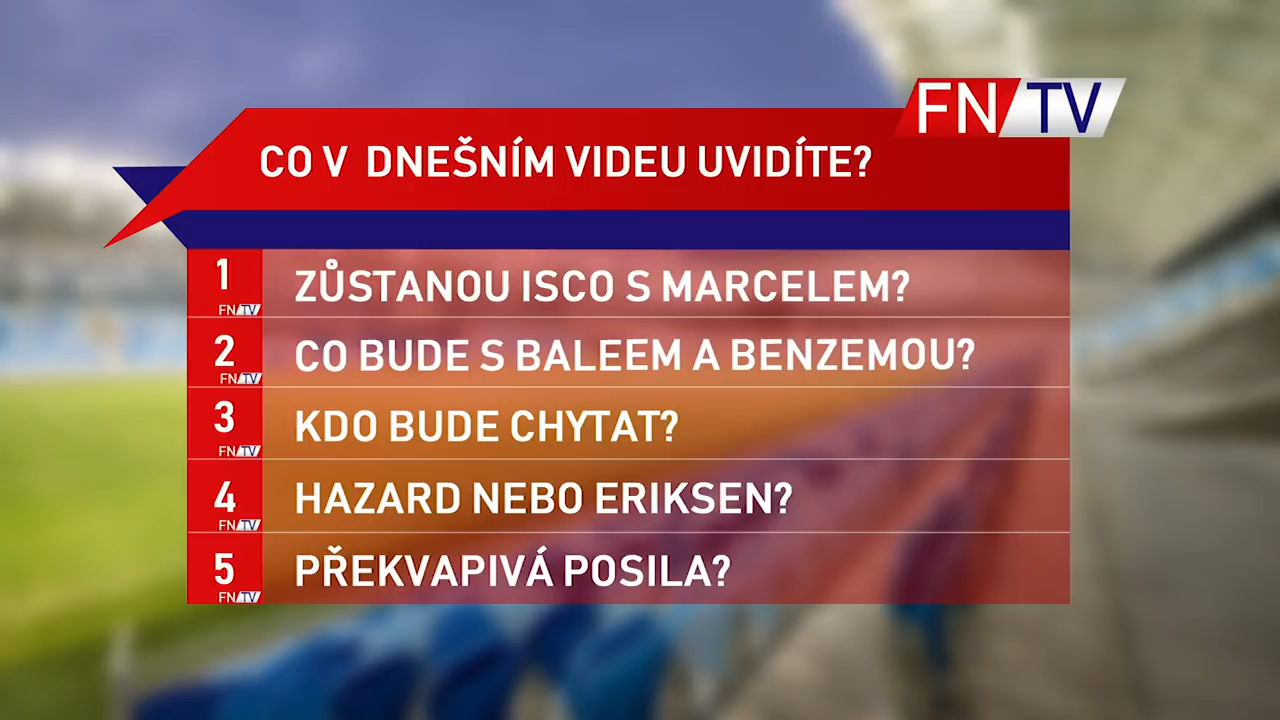 FN/TV
CO V DNEŠNÍM VIDEU UVIDÍTE?
1 ZŮSTANOU ISCO S MARCELEM?
FN/TV
2 CO BUDE S BALEEM A BENZEMOU?
FN/TV
3 KDO BUDE CHYTAT?
FN/TV
4 HAZARD NEBO ERIKSEN?
FN/TV
5 PŘEKVAPIVÁ POSILA?
FN/TV